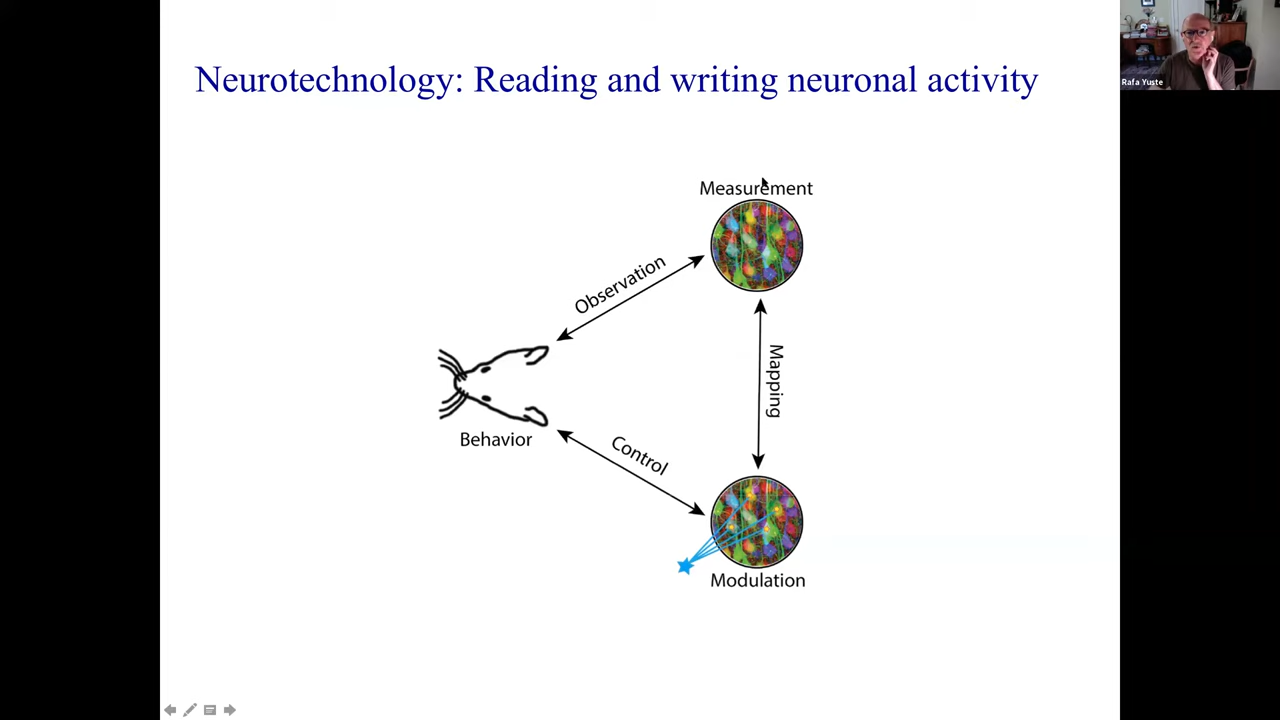 Neurotechnology: Reading and writing neuronal activity
Rafa Yuste
Measurement
Observation
Mapping
Behavior
Control
Modulation